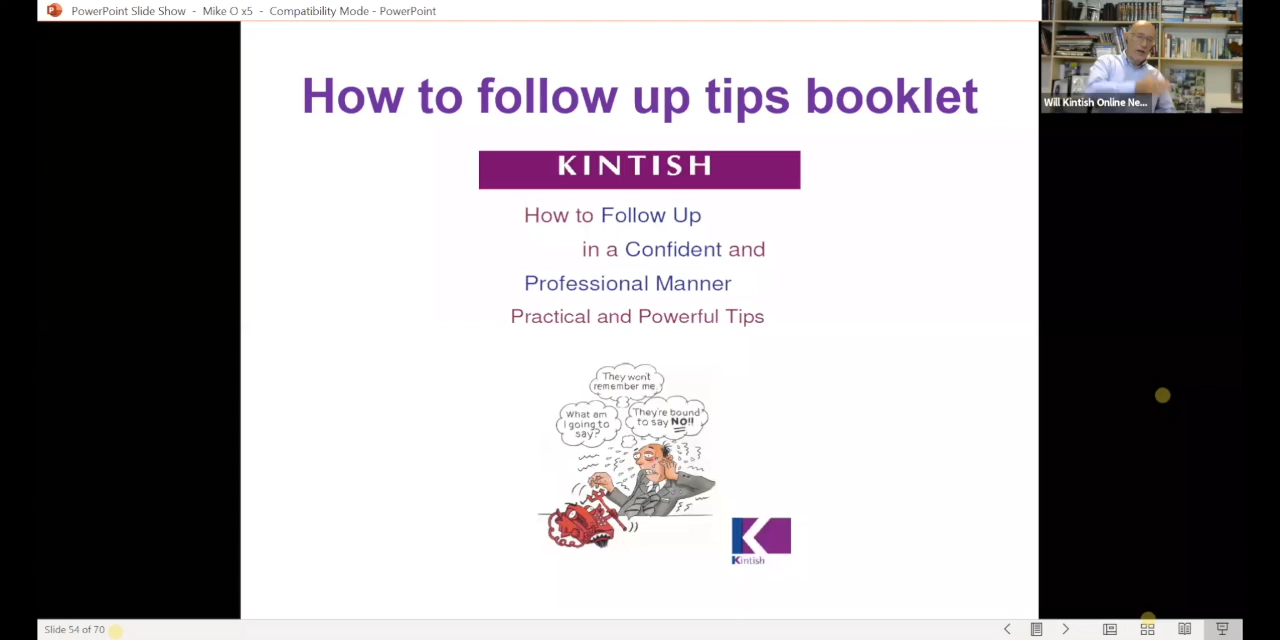 PowerPoint Slide Show - Mike O x5 - Compatibility Mode - PowerPoint
Will Kintish Online Ne...
How to follow up tips booklet
KINTISH
How to Follow Up
in a Confident and
Professional Manner
Practical and Powerful Tips
They won't
remember me.
What am
I going to
say?
They're bound
to say NO!!
Kintish
Slide 54 of 70